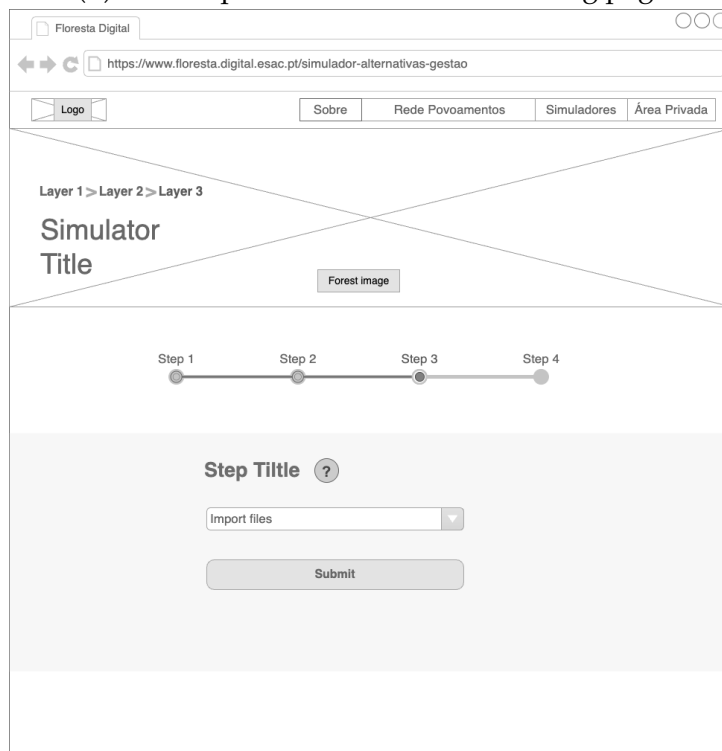 Floresta Digital
https://www.floresta.digital.esac.pt/simulador-alternativas-gestao
Logo Sobre Rede Povoamentos Simuladores Área Privada
Layer 1 > Layer 2 > Layer 3
Simulator
Title
Forest image
Step 1 Step 2 Step 3 Step 4
Step Tiltle ?
Import files
Submit